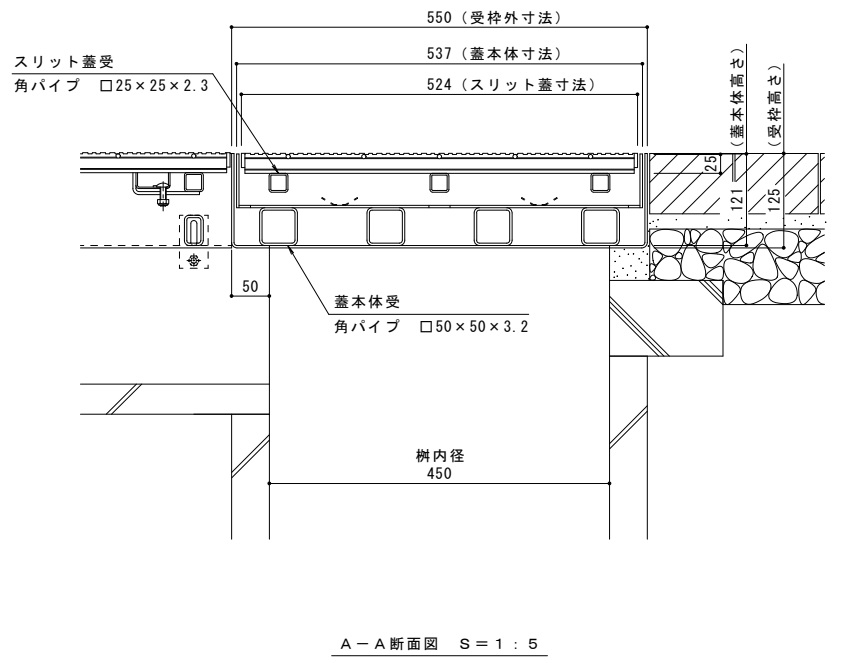 550(受枠外寸法)
537(蓋本体寸法)
524(スリット蓋寸法)
スリット蓋受
角パイプ □25×25×2.3
(蓋本体高さ)
(受枠高さ)
25
121
125
50
蓋本体受
角パイプ □50×50×3.2
桝内径
450
A-A断面図 S=1:5